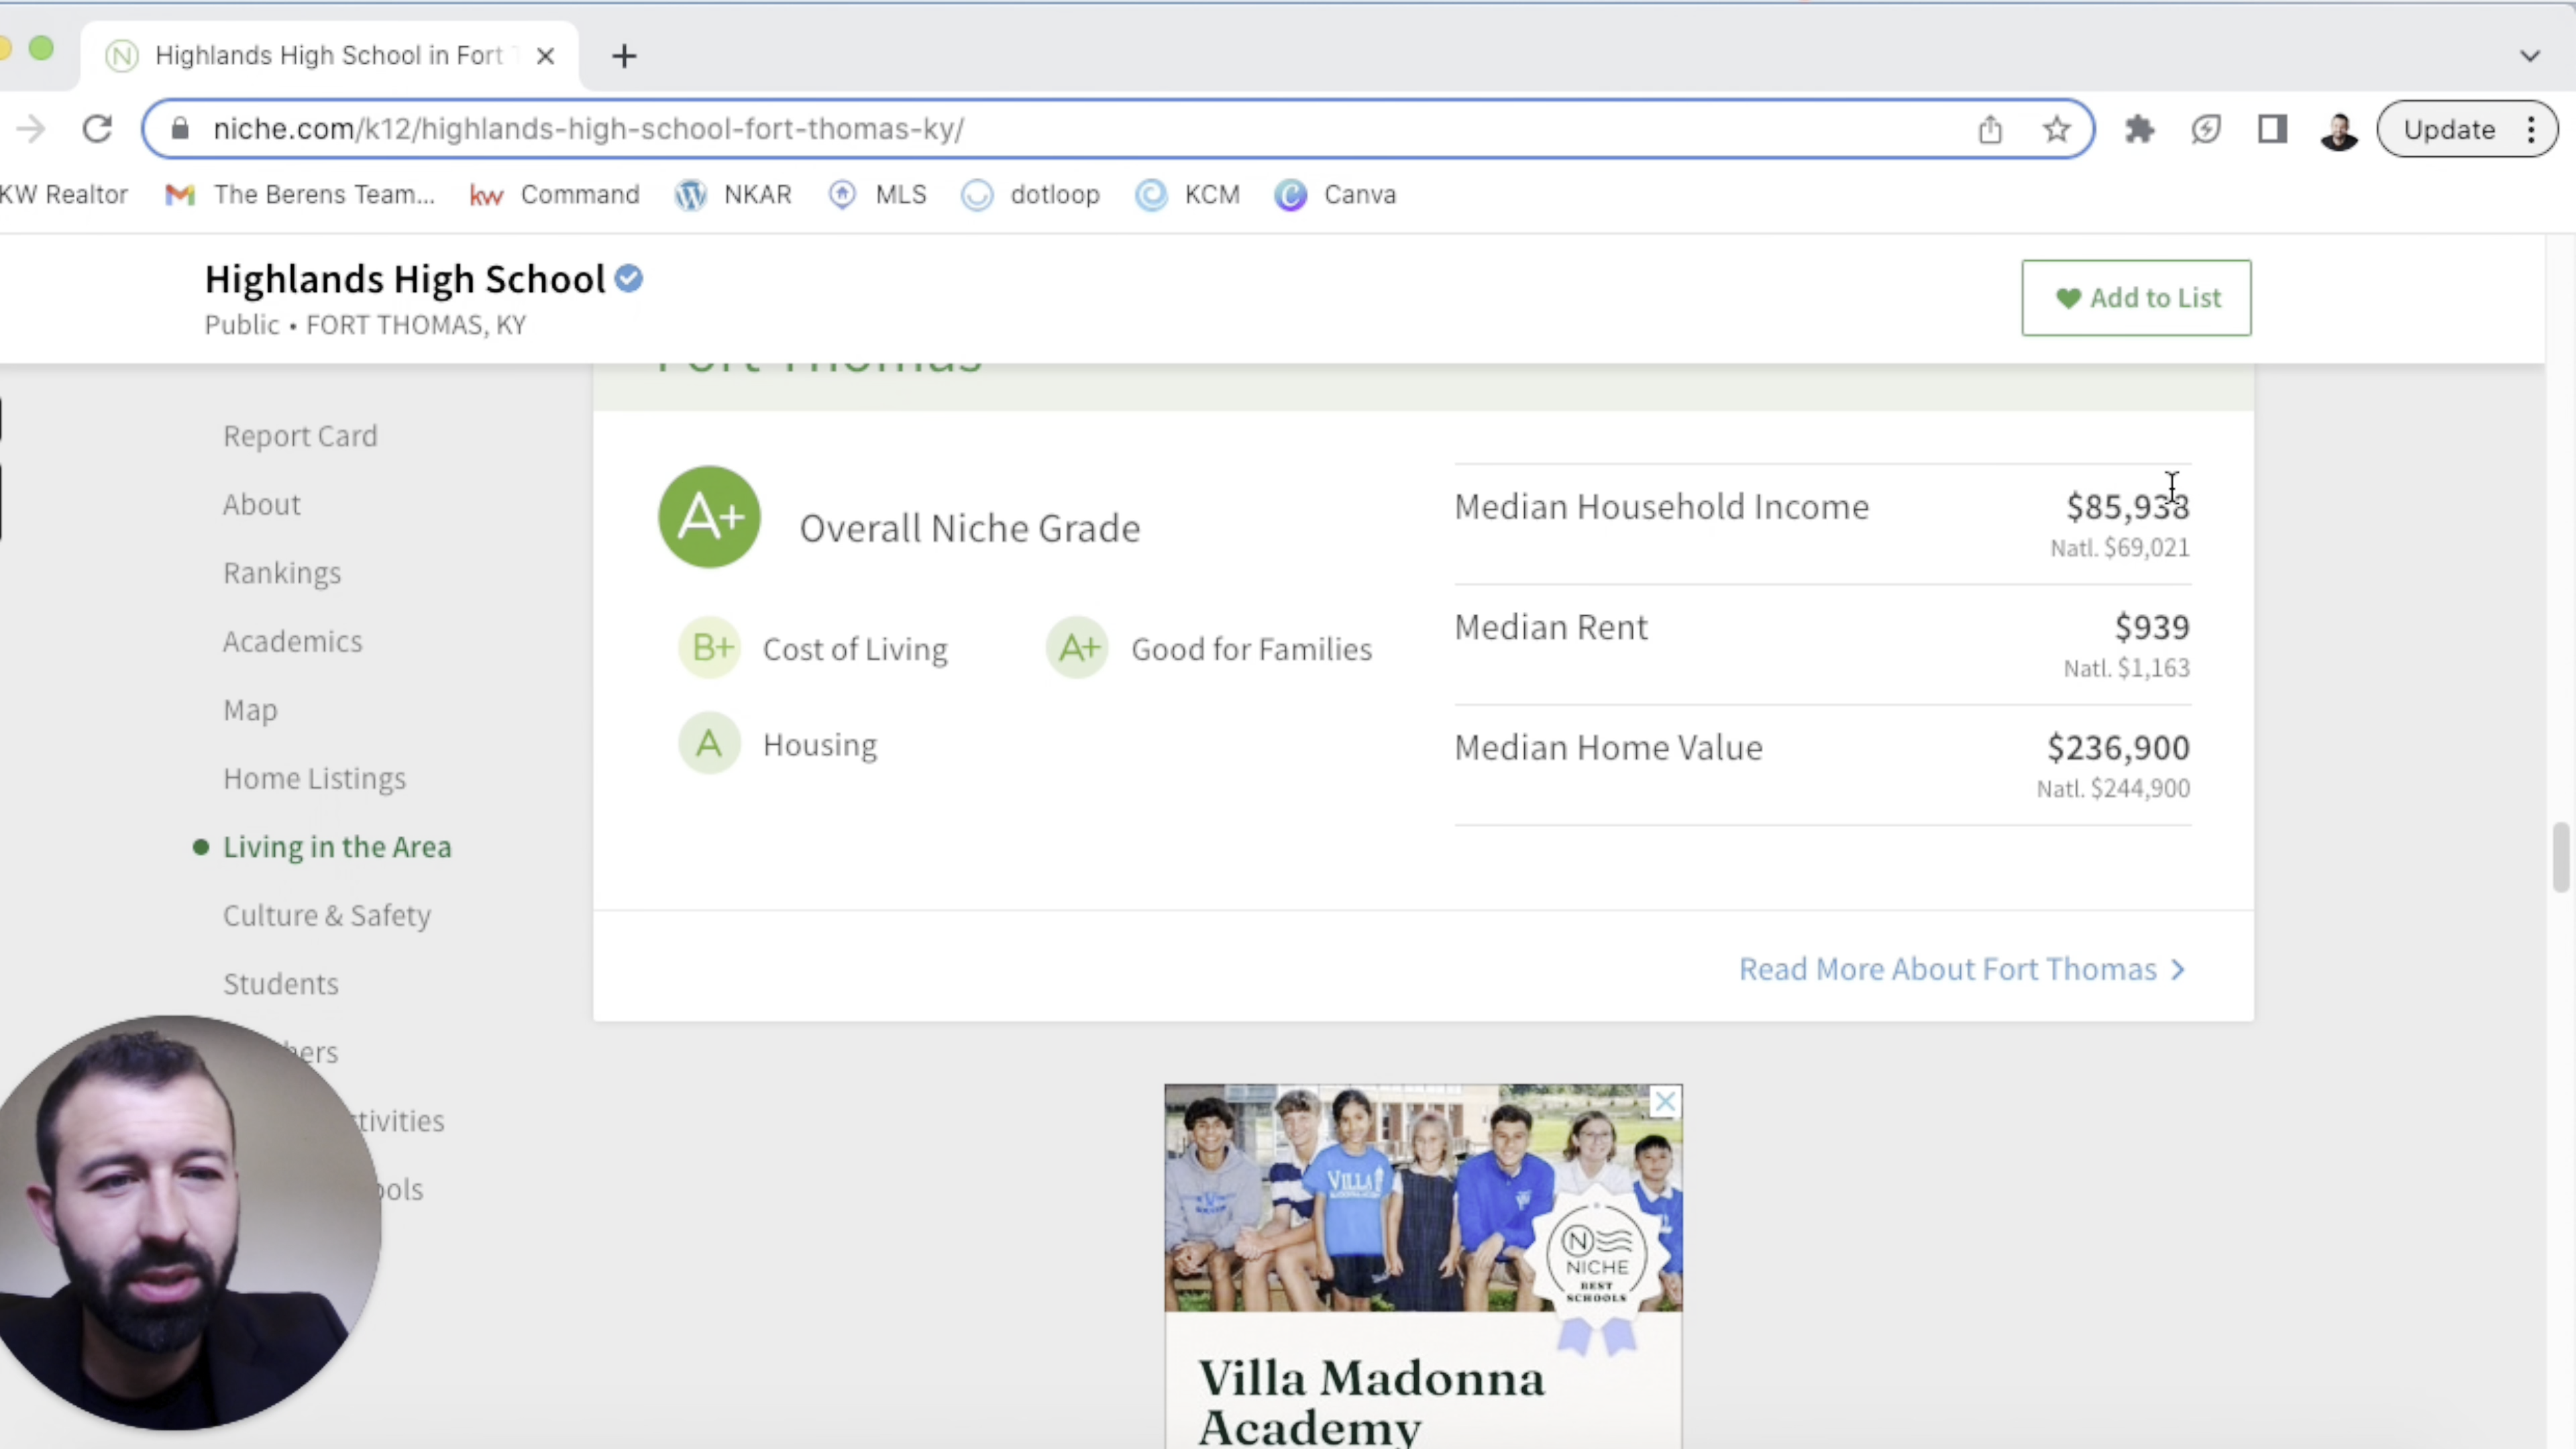 Highlands High School in Fort
niche.com/k12/highlands-high-school-fort-thomas-ky/
Update
KW Realtor
The Berens Team...
kw Command
NKAR
MLS
dotloop
KCM
Canva
Highlands High School
Public • FORT THOMAS, KY
Add to List
Fort Thomas
Report Card
About
Rankings
Academics
Map
Home Listings
Living in the Area
Culture & Safety
Students
A+ Overall Niche Grade
B+ Cost of Living
A+ Good for Families
A Housing
Median Household Income $85,938
Natl. $69,021
Median Rent $939
Natl. $1,163
Median Home Value $236,900
Natl. $244,900
Read More About Fort Thomas >
VILLA
N
NICHE
BEST
SCHOOLS
Villa Madonna
Academy